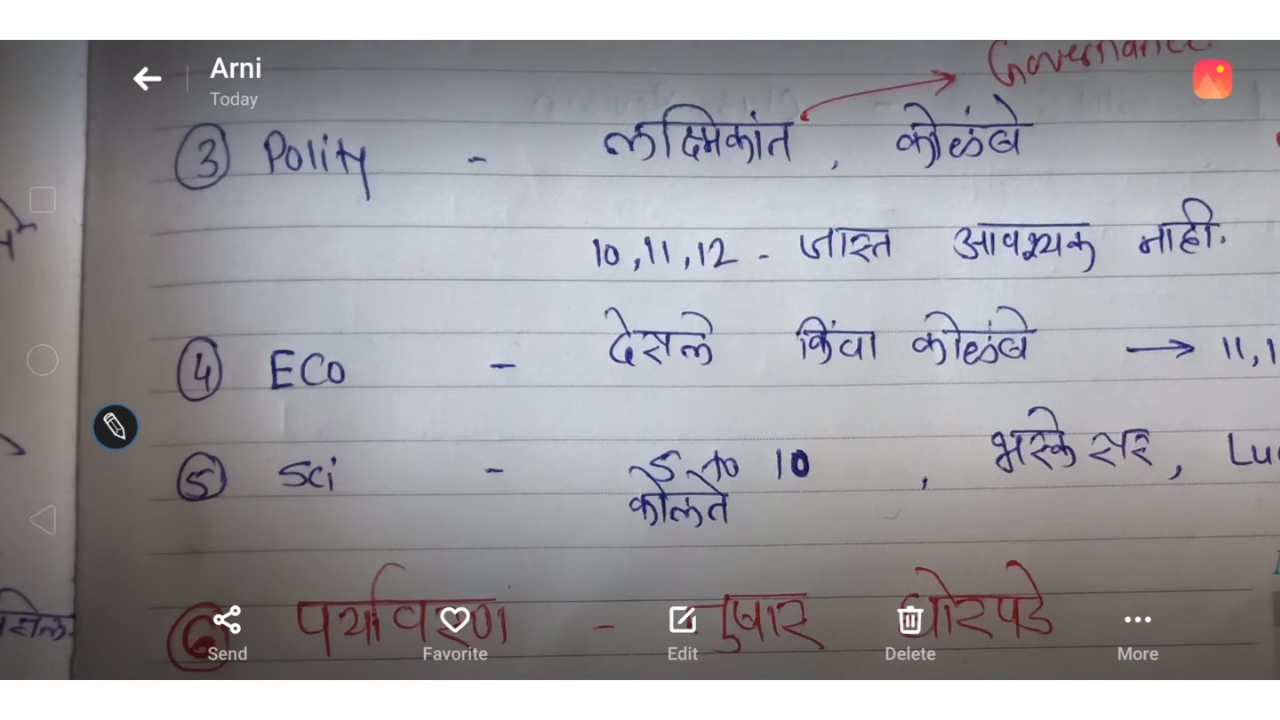 Arni
Today
Governance
③ Polity - लक्ष्मिकांत, कोळंबे
10,11,12 - जास्त आवश्यक नाही.
④ ECo - देसले किंवा कोळंबे → 11,1
⑤ Sci - 5 to 10, भस्के सर, Lu
कोलते
⑥ पर्यावरण - तुषार घोरपडे
Send Favorite Edit Delete More